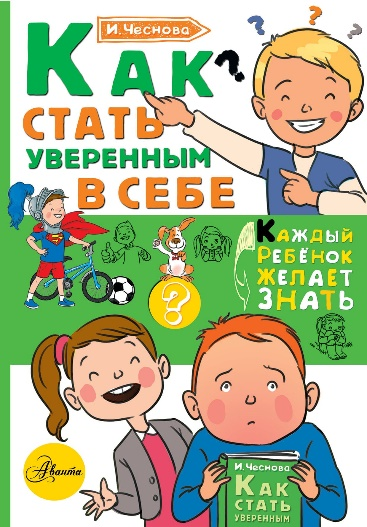 И. Чеснова
Как
стать
уверенным
в себе
?
?
?
?
Каждый
ребёнок
желает
знать
Аванта
И. Чеснова
Как
стать
уверенным